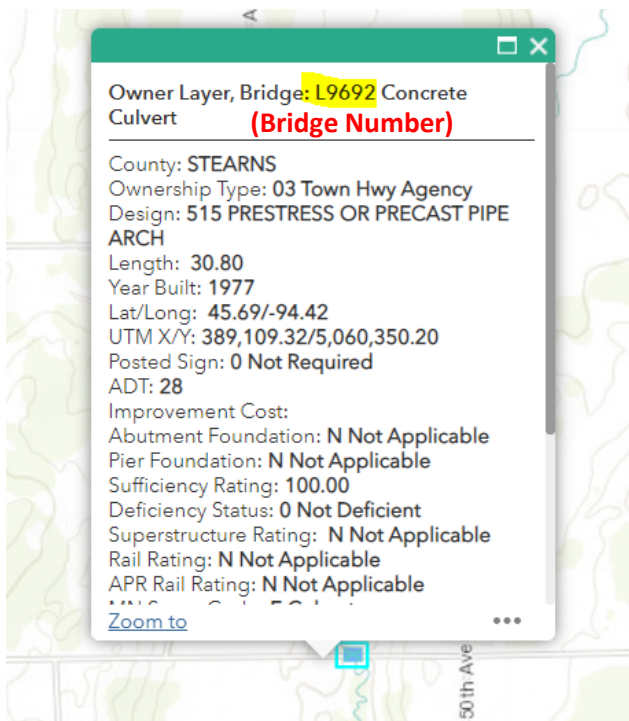 A
Owner Layer, Bridge: L9692 Concrete
Culvert
(Bridge Number)
County: STEARNS
Ownership Type: 03 Town Hwy Agency
Design: 515 PRESTRESS OR PRECAST PIPE
ARCH
Length: 30.80
Year Built: 1977
Lat/Long: 45.69/-94.42
UTM X/Y: 389,109.32/5,060,350.20
Posted Sign: 0 Not Required
ADT: 28
Improvement Cost:
Abutment Foundation: N Not Applicable
Pier Foundation: N Not Applicable
Sufficiency Rating: 100.00
Deficiency Status: 0 Not Deficient
Superstructure Rating: N Not Applicable
Rail Rating: N Not Applicable
APR Rail Rating: N Not Applicable
Zoom to
50th Ave